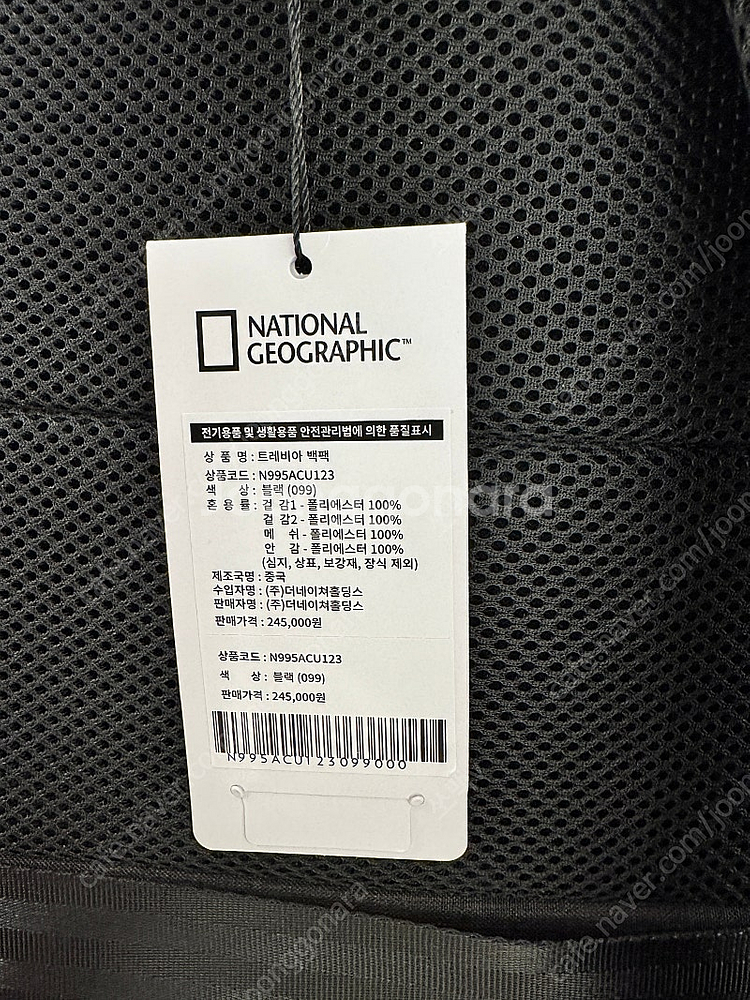 NATIONAL
GEOGRAPHIC™
전기용품 및 생활용품 안전관리법에 의한 품질표시
상 품 명 : 트레비아 백팩
상품코드 : N995ACU123
색 상 : 블랙 (099)
혼 용 률 : 겉 감1 - 폴리에스터 100%
겉 감2 - 폴리에스터 100%
메 쉬 - 폴리에스터 100%
안 감 - 폴리에스터 100%
(심지, 상표, 보강재, 장식 제외)
제조국명 : 중국
수입자명 : (주)더네이쳐홀딩스
판매자명 : (주)더네이쳐홀딩스
판매가격 : 245,000원
상품코드 : N995ACU123
색 상 : 블랙 (099)
판매가격 : 245,000원
N995ACU123099000
joonggonara
cafe.naver.com/joonggonara